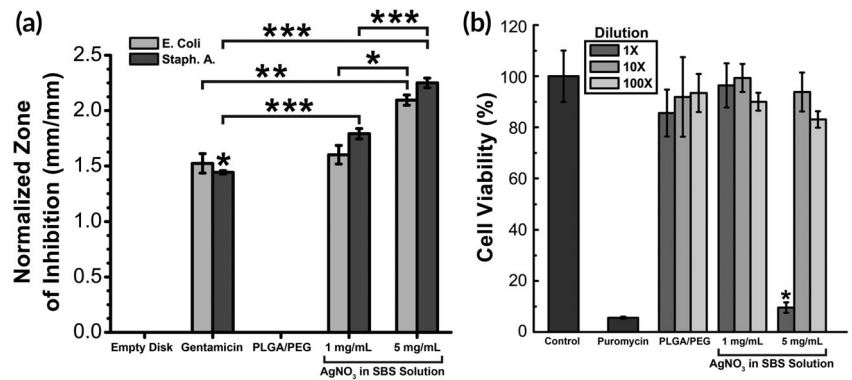 (a)
E. Coli
Staph. A.
***
***
**
*
***
*
Normalized Zone
of Inhibition (mm/mm)
2.5
2.0
1.5
1.0
0.5
0.0
Empty Disk Gentamicin PLGA/PEG 1 mg/mL 5 mg/mL
AgNO₃ in SBS Solution
(b)
Dilution
1X
10X
100X
Cell Viability (%)
120
100
80
60
40
20
0
*
Control Puromycin PLGA/PEG 1 mg/mL 5 mg/mL
AgNO₃ in SBS Solution